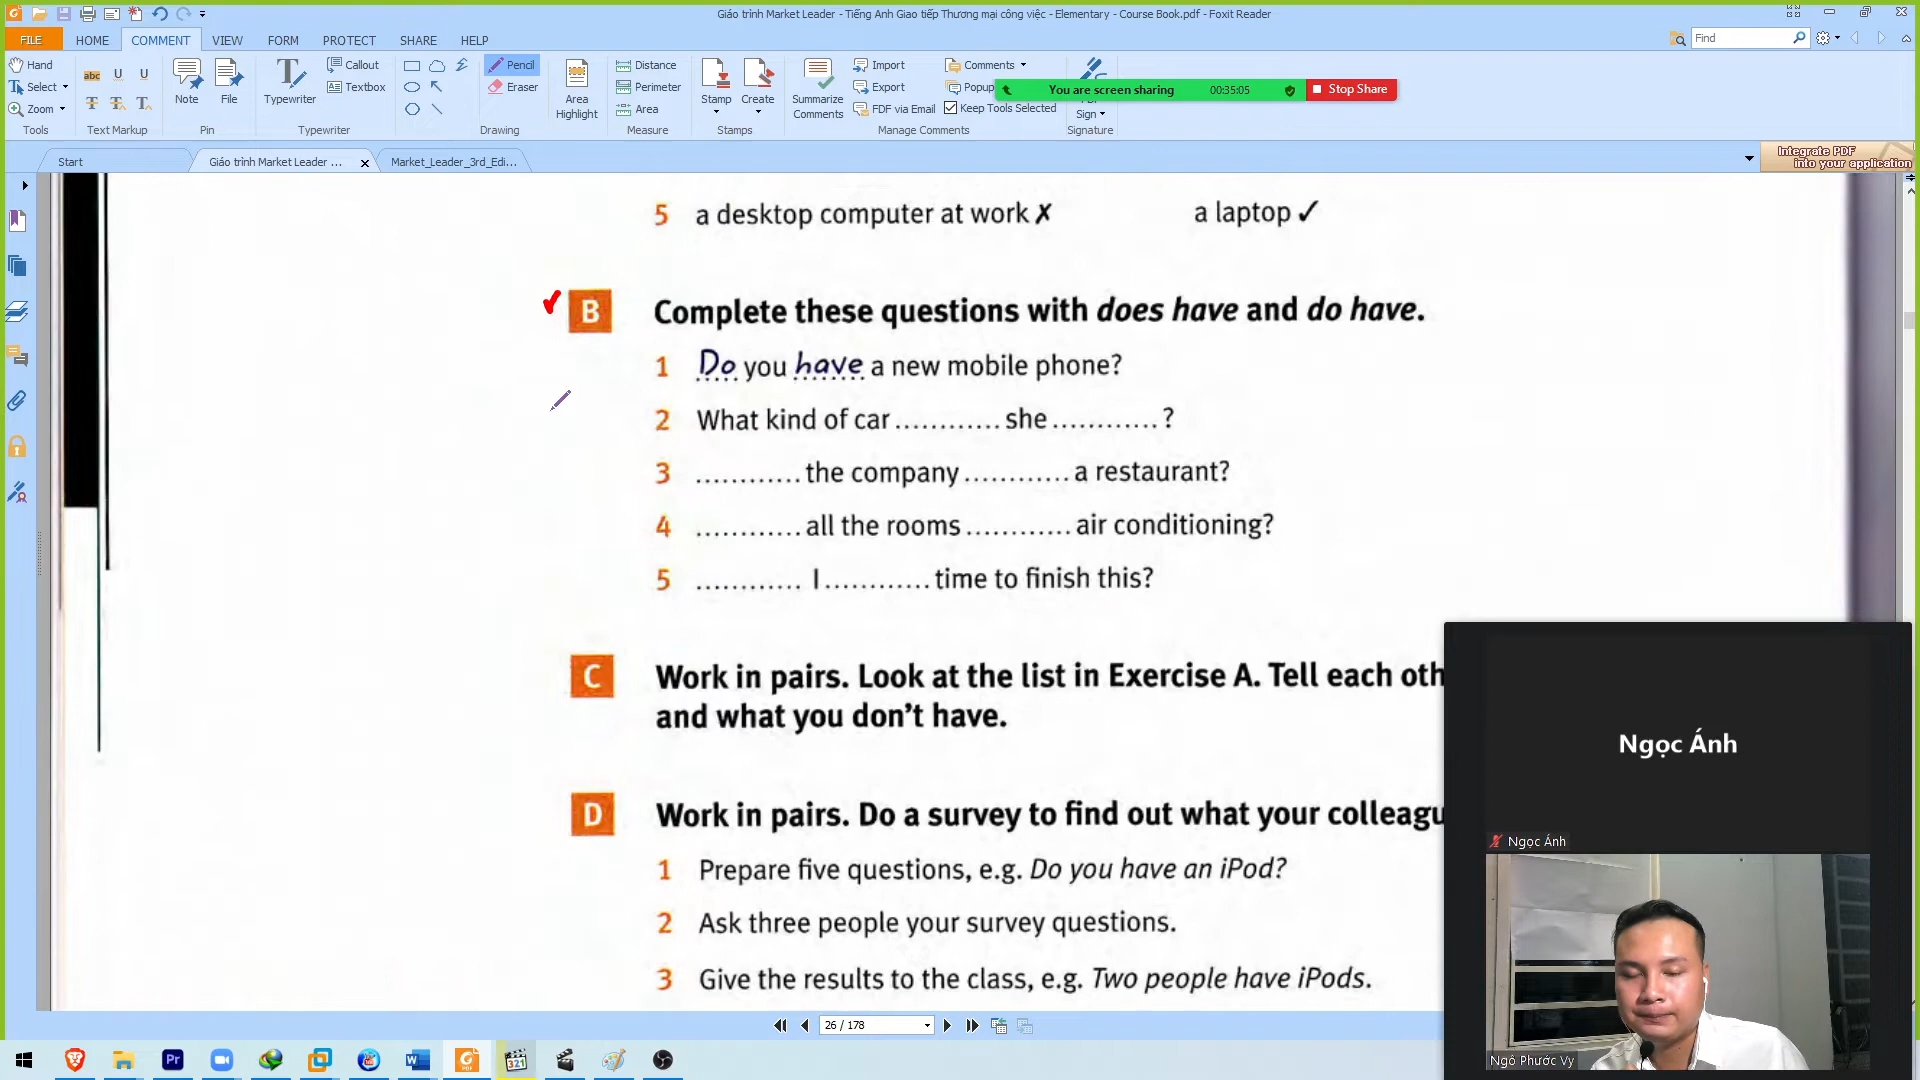 Giáo trình Market Leader - Tiếng Anh Giao tiếp Thương mại công việc - Elementary - Course Book.pdf - Foxit Reader
FILE HOME COMMENT VIEW FORM PROTECT SHARE HELP
Find
Hand
Select
Zoom
Tools
abc U U
T T T
Text Markup
Note
File
Pin
Typewriter
Callout
Textbox
Typewriter
Pencil
Eraser
Drawing
Area Highlight
Distance
Perimeter
Area
Measure
Stamp
Create
Stamps
Summarize Comments
Import
Export
FDF via Email
Comments
Popup
Keep Tools Selected
Manage Comments
Sign
Signature
You are screen sharing 00:35:05 Stop Share
Start
Giáo trình Market Leader ...
Market_Leader_3rd_Edi...
Integrate PDF
into your application
5 a desktop computer at work ✗ a laptop ✓
B Complete these questions with does have and do have.
1 Do you have a new mobile phone?
2 What kind of car ............ she ............ ?
3 ............ the company ............ a restaurant?
4 ............ all the rooms ............ air conditioning?
5 ............ I ............ time to finish this?
C Work in pairs. Look at the list in Exercise A. Tell each oth
and what you don't have.
D Work in pairs. Do a survey to find out what your colleagu
1 Prepare five questions, e.g. Do you have an iPod?
2 Ask three people your survey questions.
3 Give the results to the class, e.g. Two people have iPods.
Ngọc Ánh
Ngọc Ánh
Ngô Phước Vy
26 / 178
Pr
W
PDF
321